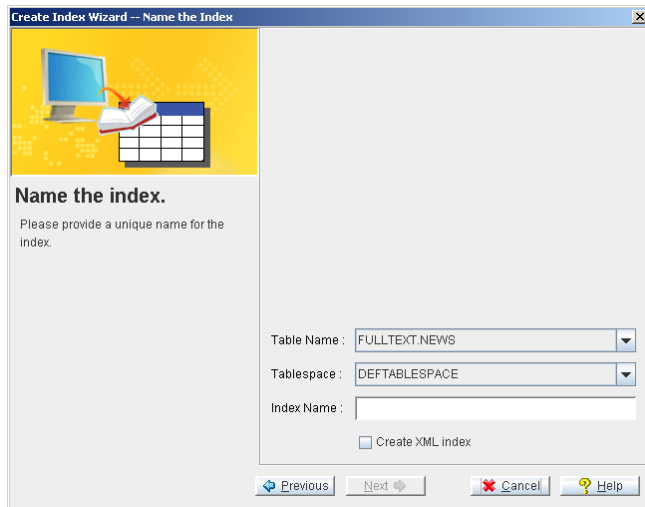 Create Index Wizard -- Name the Index
Name the index.
Please provide a unique name for the
index.
Table Name : FULLTEXT.NEWS
Tablespace : DEFTABLESPACE
Index Name :
Create XML index
Previous Next Cancel Help